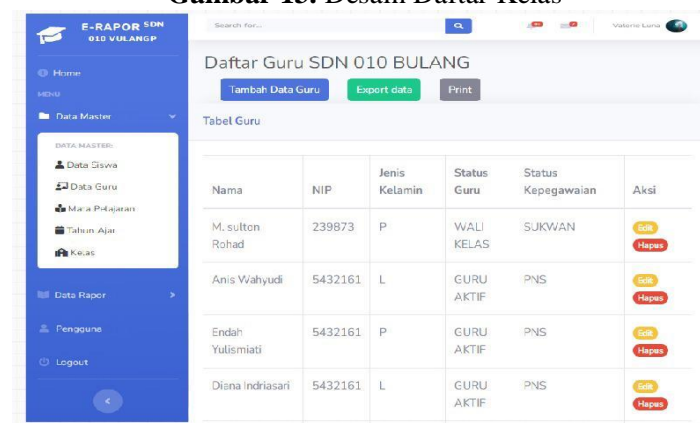 Gambar 15. Desain Daftar Kelas
E-RAPOR SDN
010 VULANGP
Search for...
Valerie Luna
Home
MENU
Data Master
DATA MASTER:
Data Siswa
Data Guru
Mata Pelajaran
Tahun Ajar
Kelas
Data Rapor
Pengguna
Logout
Daftar Guru SDN 010 BULANG
Tambah Data Guru
Export data
Print
Tabel Guru
Nama NIP Jenis Kelamin Status Guru Status Kepegawaian Aksi
M. sulton Rohad 239873 P WALI KELAS SUKWAN Edit Hapus
Anis Wahyudi 5432161 L GURU AKTIF PNS Edit Hapus
Endah Yulismiati 5432161 P GURU AKTIF PNS Edit Hapus
Diana Indriasari 5432161 L GURU AKTIF PNS Edit Hapus